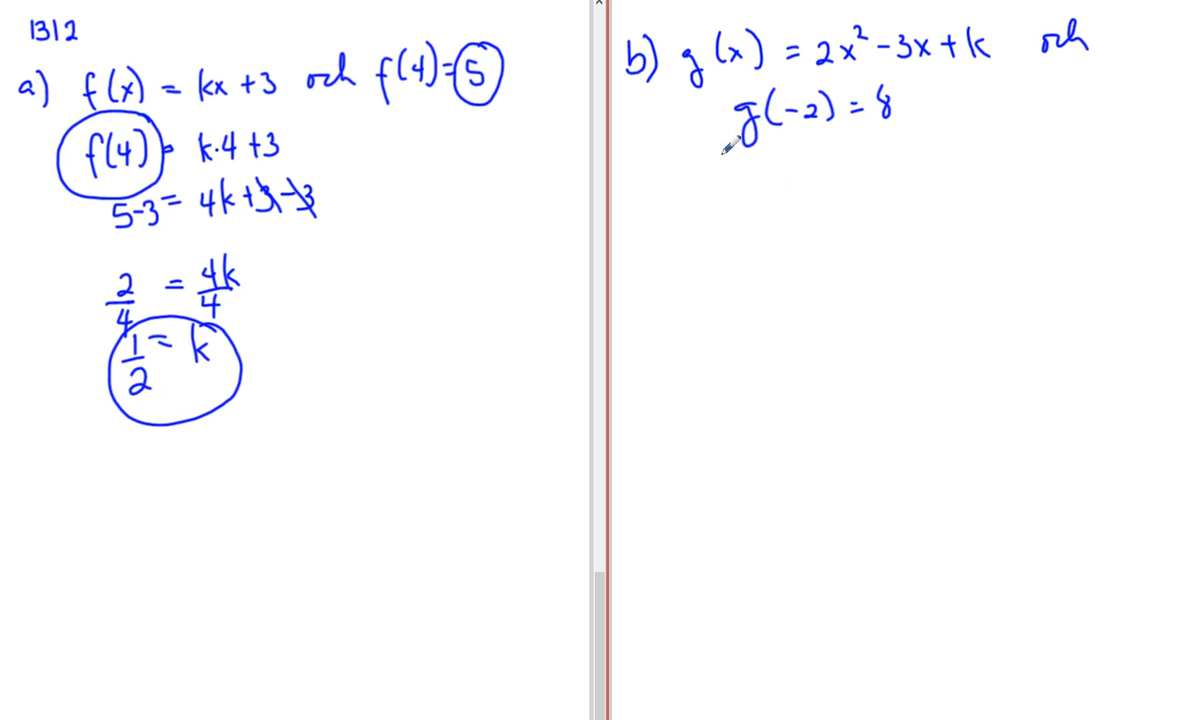 1312
a) f(x) = kx + 3 och f(4) = 5
f(4) = k·4 + 3
5-3 = 4k + 3 - 3
2/4 = 4k/4
1/2 = k
b) g(x) = 2x² - 3x + k och
g(-2) = 8